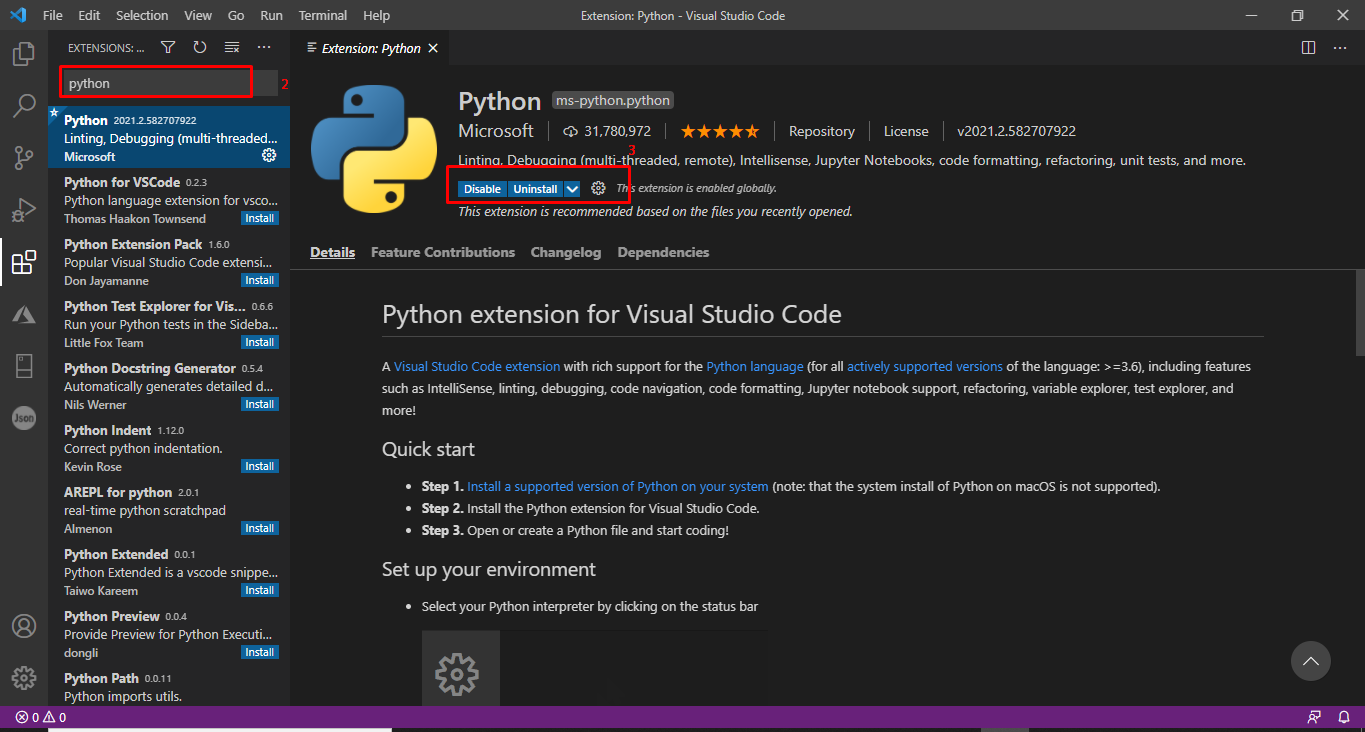 File Edit Selection View Go Run Terminal Help
Extension: Python - Visual Studio Code
EXTENSIONS: ...
python
2
Python 2021.2.582707922
Linting, Debugging (multi-threaded...
Microsoft
Python for VSCode 0.2.3
Python language extension for vsco...
Thomas Haakon Townsend Install
Python Extension Pack 1.6.0
Popular Visual Studio Code extensi...
Don Jayamanne Install
Python Test Explorer for Vis... 0.6.6
Run your Python tests in the Sideba...
Little Fox Team Install
Python Docstring Generator 0.5.4
Automatically generates detailed d...
Nils Werner Install
Python Indent 1.12.0
Correct python indentation.
Kevin Rose Install
AREPL for python 2.0.1
real-time python scratchpad
Almenon Install
Python Extended 0.0.1
Python Extended is a vscode snippe...
Taiwo Kareem Install
Python Preview 0.0.4
Provide Preview for Python Executi...
dongli Install
Python Path 0.0.11
Python imports utils.
Json
Extension: Python
Python ms-python.python
Microsoft 31,780,972 Repository License v2021.2.582707922
3
Linting, Debugging (multi-threaded, remote), Intellisense, Jupyter Notebooks, code formatting, refactoring, unit tests, and more.
Disable Uninstall This extension is enabled globally.
This extension is recommended based on the files you recently opened.
Details Feature Contributions Changelog Dependencies
Python extension for Visual Studio Code
A Visual Studio Code extension with rich support for the Python language (for all actively supported versions of the language: >=3.6), including features
such as IntelliSense, linting, debugging, code navigation, code formatting, Jupyter notebook support, refactoring, variable explorer, test explorer, and
more!
Quick start
• Step 1. Install a supported version of Python on your system (note: that the system install of Python on macOS is not supported).
• Step 2. Install the Python extension for Visual Studio Code.
• Step 3. Open or create a Python file and start coding!
Set up your environment
• Select your Python interpreter by clicking on the status bar
0 0